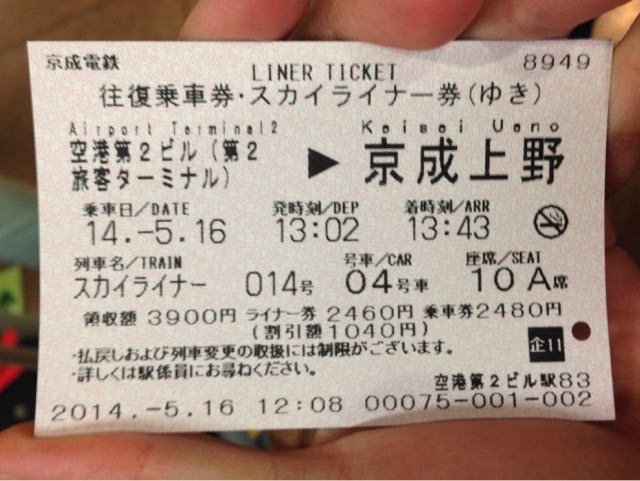 京成電鉄
LINER TICKET
8949
往復乗車券・スカイライナー券(ゆき)
Airport Terminal2
Keisei Ueno
空港第2ビル(第2
旅客ターミナル)
▶
京成上野
乗車日/DATE 発時刻/DEP 着時刻/ARR
14.-5.16 13:02 13:43
列車名/TRAIN 号車/CAR 座席/SEAT
スカイライナー 014号 04号車 10A席
領収額 3900円 ライナー券 2460円 乗車券2480円
(割引額1040円)
・払戻しおよび列車変更の取扱には制限がございます。
・詳しくは駅係員にお尋ねください。
企11
空港第2ビル駅83
2014.-5.16 12:08 00075-001-002